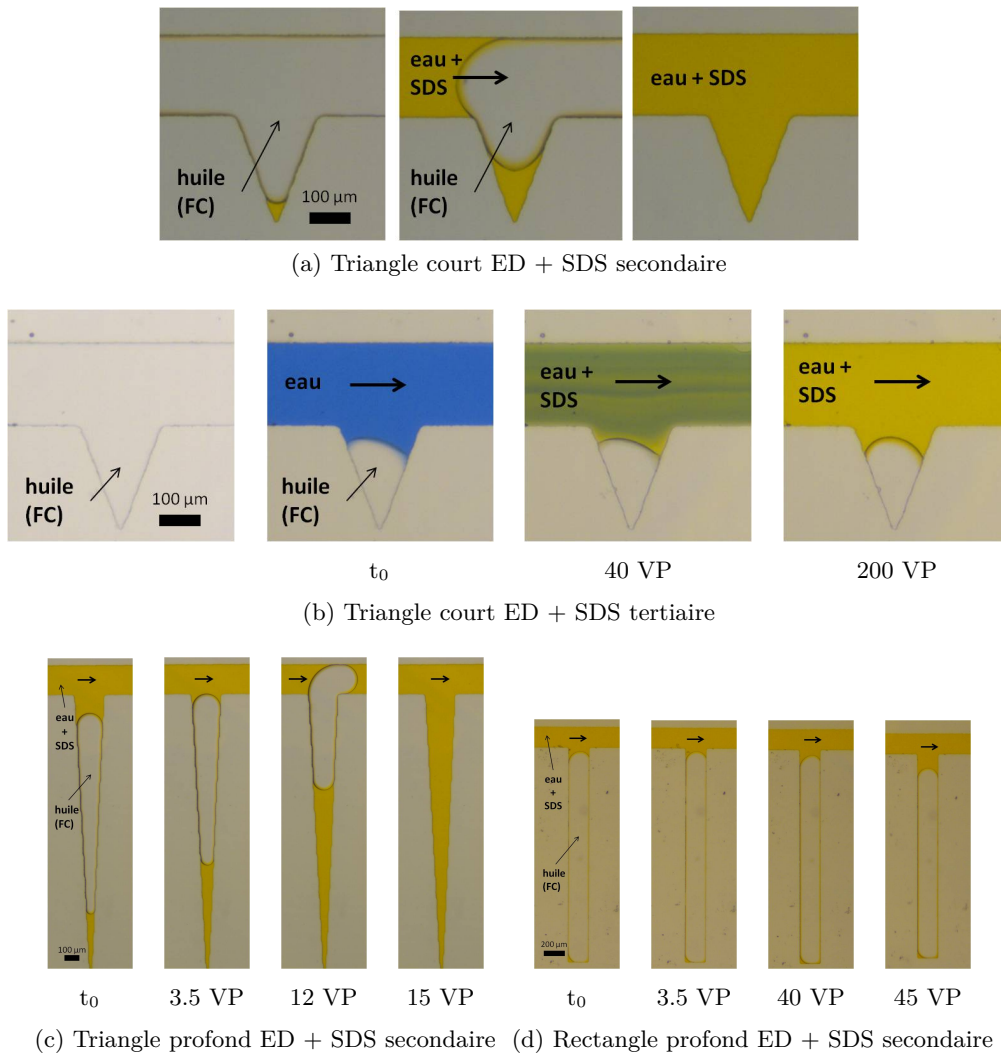 eau +
SDS
eau + SDS
huile
(FC)
100 µm
huile
(FC)
(a) Triangle court ED + SDS secondaire
eau
eau +
SDS
eau +
SDS
huile
(FC)
100 µm
huile
(FC)
t₀
40 VP
200 VP
(b) Triangle court ED + SDS tertiaire
eau
+
SDS
huile
(FC)
100 µm
eau
+
SDS
huile
(FC)
200 µm
t₀
3.5 VP
12 VP
15 VP
t₀
3.5 VP
40 VP
45 VP
(c) Triangle profond ED + SDS secondaire
(d) Rectangle profond ED + SDS secondaire